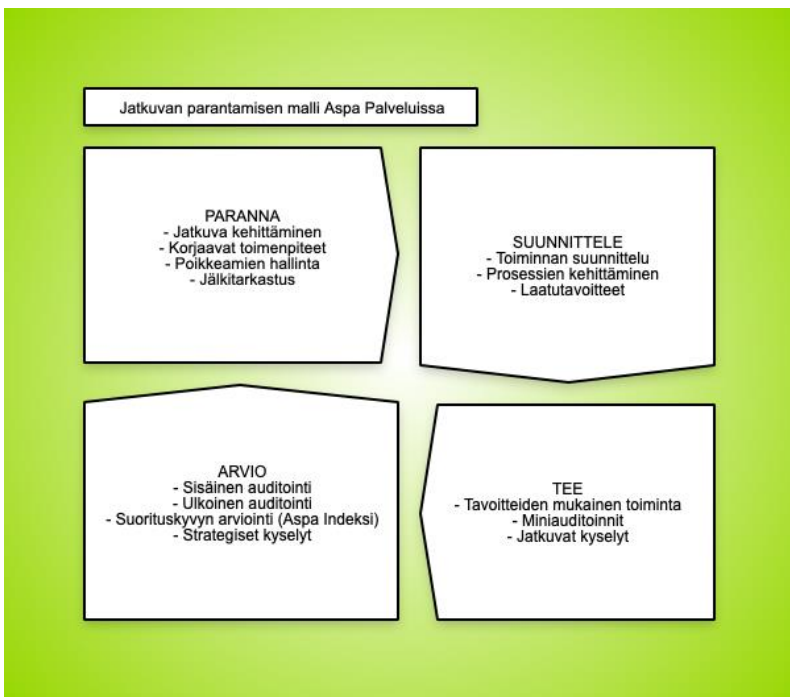 Jatkuvan parantamisen malli Aspa Palveluissa
PARANNA
- Jatkuva kehittäminen
- Korjaavat toimenpiteet
- Poikkeamien hallinta
- Jälkitarkastus
SUUNNITTELE
- Toiminnan suunnittelu
- Prosessien kehittäminen
- Laatutavoitteet
ARVIO
- Sisäinen auditointi
- Ulkoinen auditointi
- Suorituskyvyn arviointi (Aspa Indeksi)
- Strategiset kyselyt
TEE
- Tavoitteiden mukainen toiminta
- Miniauditoinnit
- Jatkuvat kyselyt